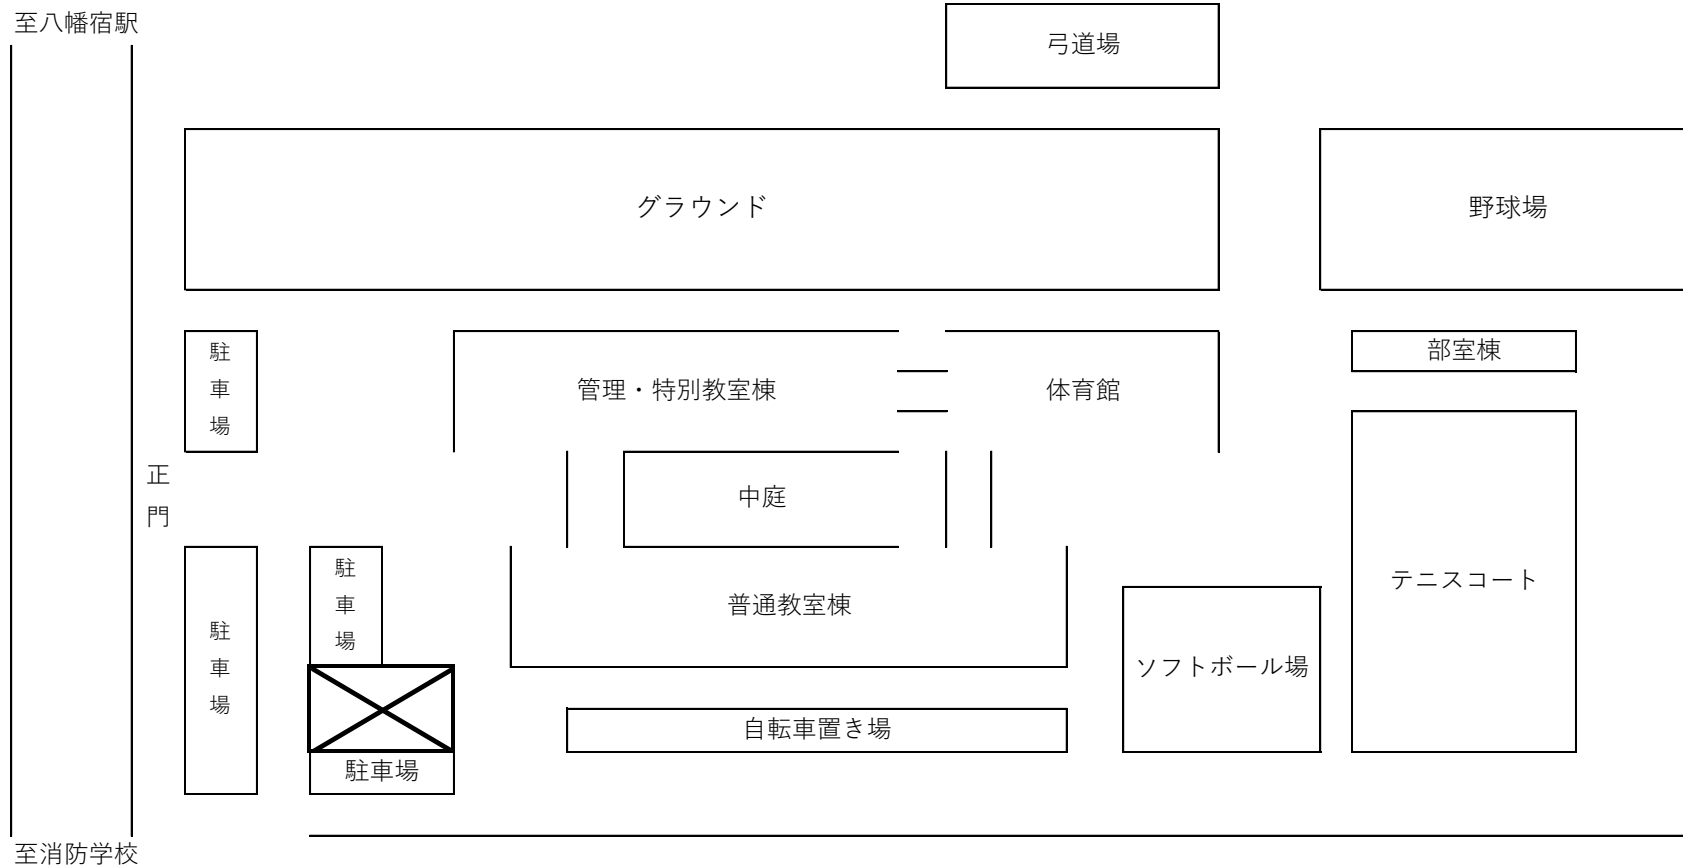 至八幡宿駅
弓道場
グラウンド
野球場
駐車場
管理・特別教室棟
体育館
部室棟
正門
中庭
駐車場
駐車場
普通教室棟
テニスコート
ソフトボール場
自転車置き場
駐車場
至消防学校